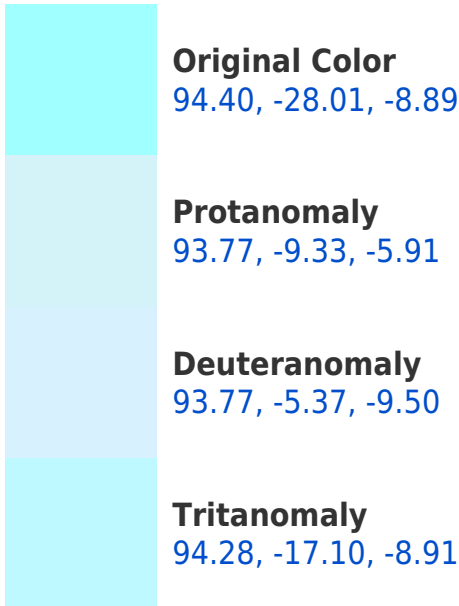 Original Color
94.40, -28.01, -8.89
Protanomaly
93.77, -9.33, -5.91
Deuteranomaly
93.77, -5.37, -9.50
Tritanomaly
94.28, -17.10, -8.91